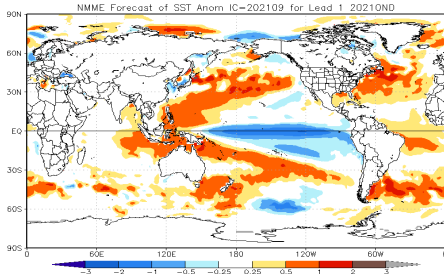 NMME Forecast of SST Anom IC=202109 for Lead 1 2021OND
90N
60N
30N
EQ
30S
60S
90S
0 60E 120E 180 120W 60W
-3 -2 -1 -0.5 -0.25 0.25 0.5 1 2 3